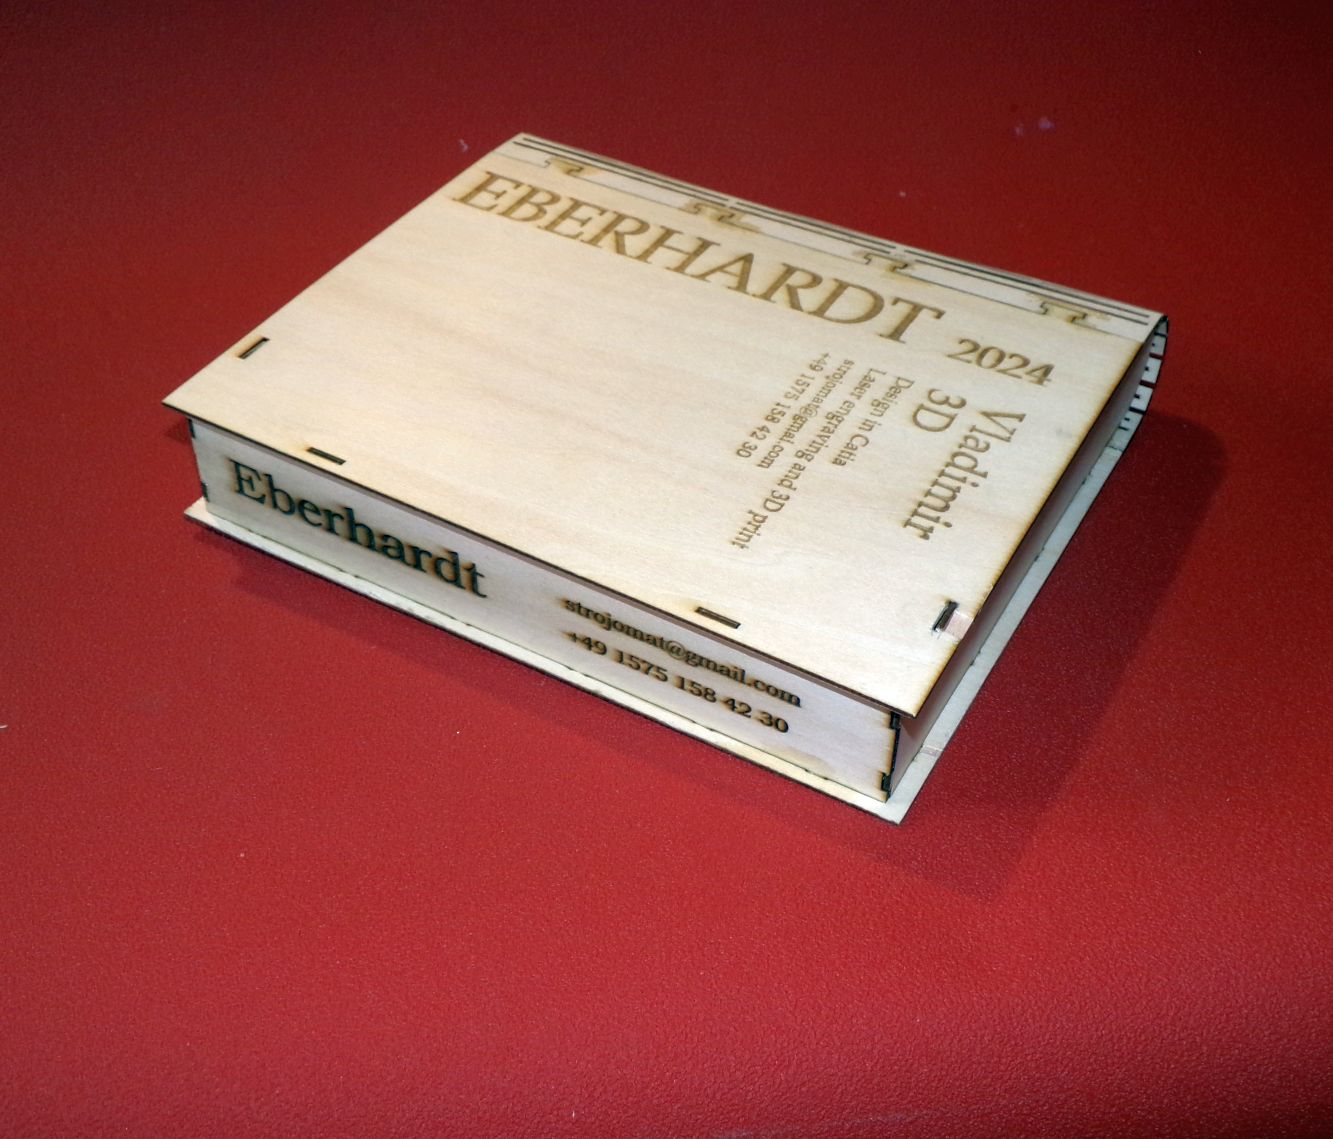 EBERHARDT 2024
Vladimir
3D
Design in Catia
Laser engraving and 3D print
strojomat@gmai.com
+49 1575 158 42 30
Eberhardt
strojomat@gmail.com
+49 1575 158 42 30